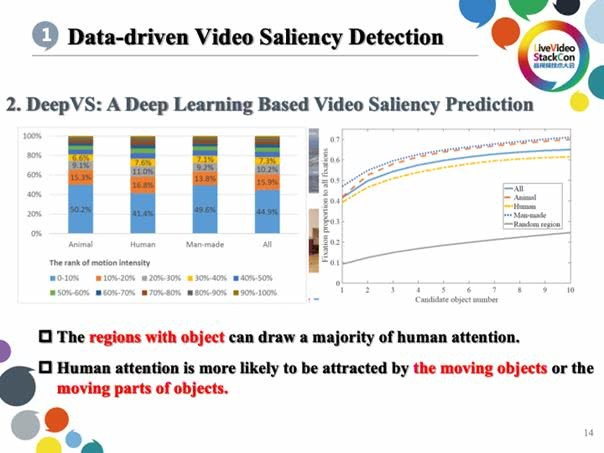 1 Data-driven Video Saliency Detection
LiveVideo
StackCon
音视频技术大会
2. DeepVS: A Deep Learning Based Video Saliency Prediction
100%
80%
60%
40%
20%
0%
6.6% 7.6% 7.1% 7.3%
9.1% 11.0% 9.2% 10.2%
15.3% 16.8% 13.8% 15.9%
50.2% 41.4% 49.6% 44.9%
Animal Human Man-made All
The rank of motion intensity
0-10% 10%-20% 20%-30% 30%-40% 40%-50%
50%-60% 60%-70% 70%-80% 80%-90% 90%-100%
Fixation proportion to all fixations
0.7
0.6
0.5
0.4
0.3
0.2
0.1
0
All
Animal
Human
Man-made
Random region
1 2 3 4 5 6 7 8 9 10
Candidate object number
The regions with object can draw a majority of human attention.
Human attention is more likely to be attracted by the moving objects or the
moving parts of objects.
14